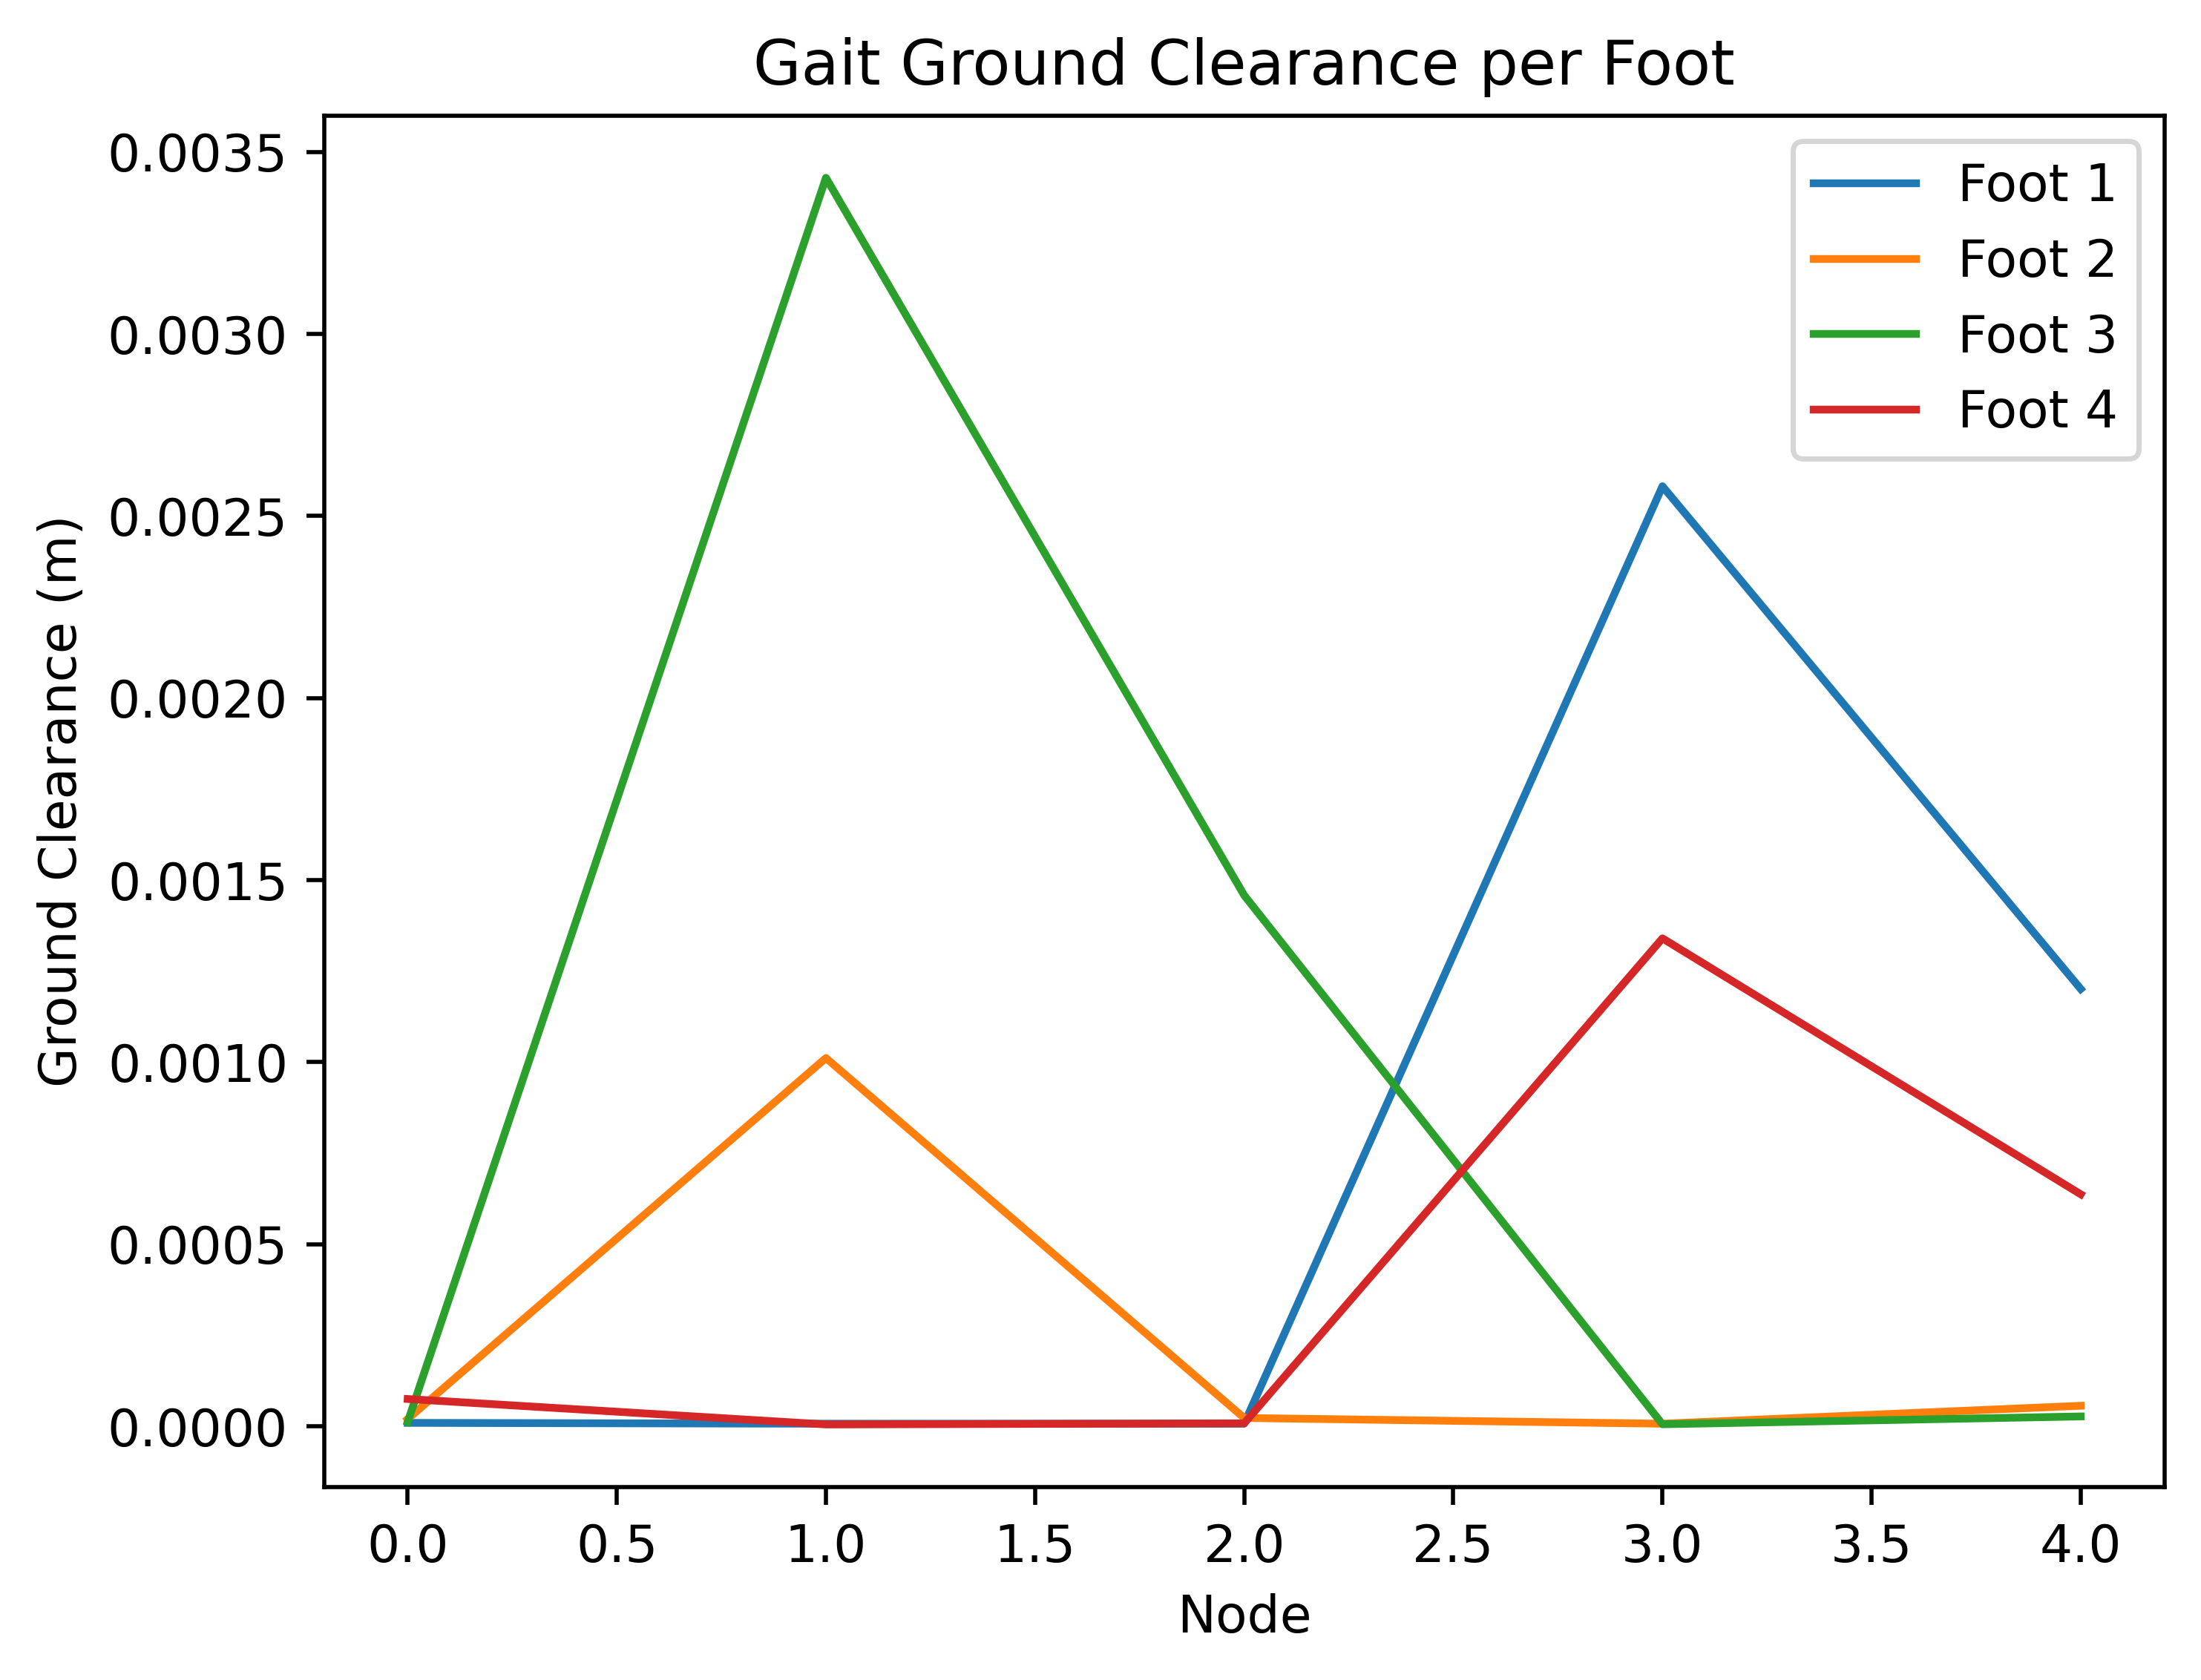 Gait Ground Clearance per Foot
Ground Clearance (m)
0.0035
0.0030
0.0025
0.0020
0.0015
0.0010
0.0005
0.0000
Foot 1
Foot 2
Foot 3
Foot 4
0.0 0.5 1.0 1.5 2.0 2.5 3.0 3.5 4.0
Node